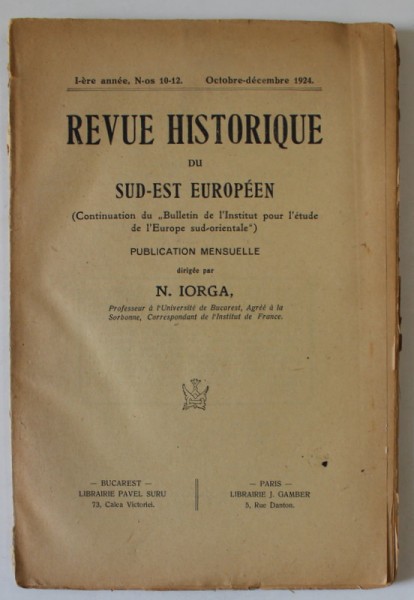 I-ère année, N-os 10-12. Octobre-décembre 1924.
REVUE HISTORIQUE
DU
SUD-EST EUROPÉEN
(Continuation du „Bulletin de l'Institut pour l'étude
de l'Europe sud-orientale")
PUBLICATION MENSUELLE
dirigée par
N. IORGA,
Professeur à l'Université de Bucarest, Agréé à la
Sorbonne, Correspondant de l'Institut de France.
— BUCAREST —
LIBRAIRIE PAVEL SURU
73, Calea Victoriei.
— PARIS —
LIBRAIRIE J. GAMBER
5, Rue Danton.